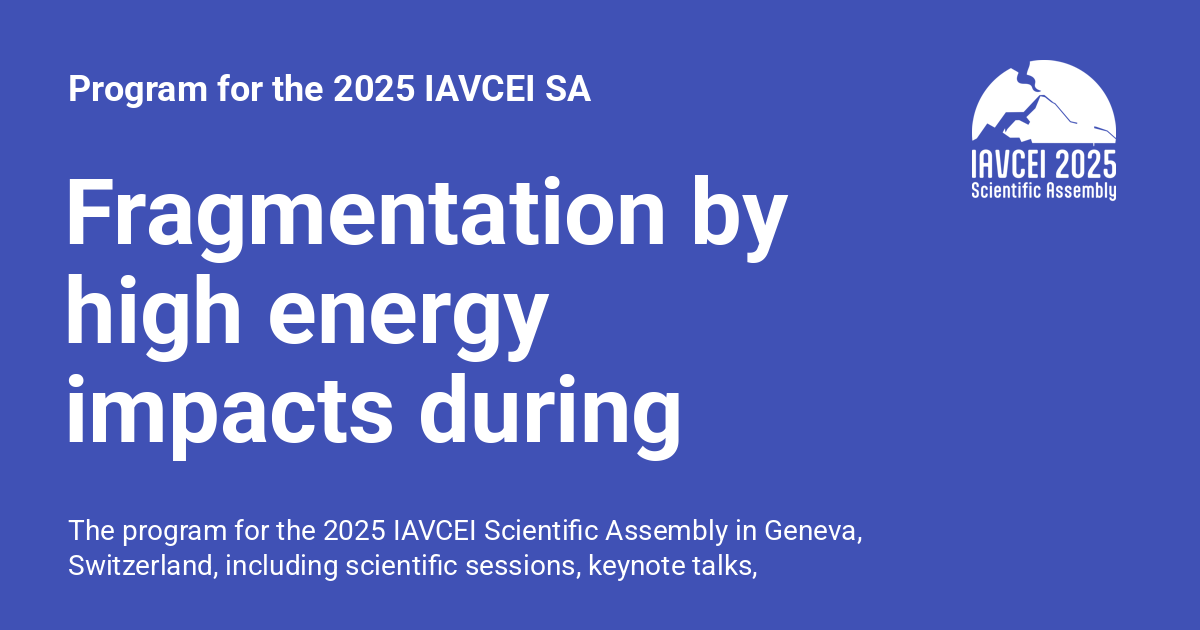 Program for the 2025 IAVCEI SA
IAVCEI 2025
Scientific Assembly
Fragmentation by
high energy
impacts during
The program for the 2025 IAVCEI Scientific Assembly in Geneva,
Switzerland, including scientific sessions, keynote talks,